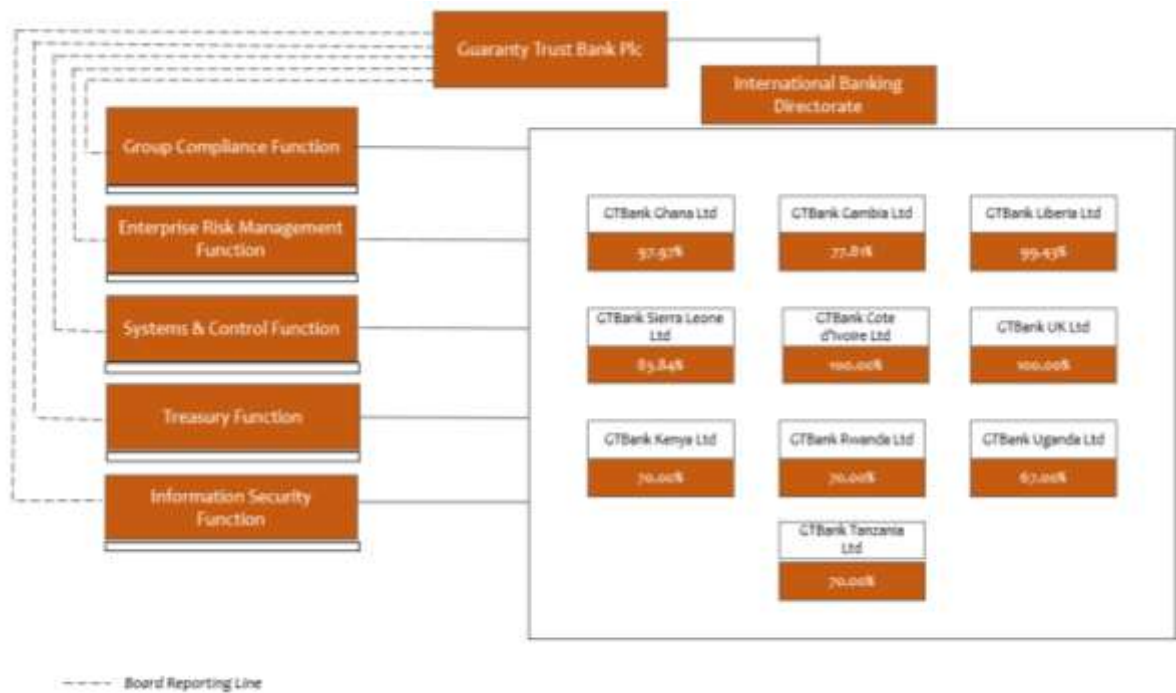 Guaranty Trust Bank Plc
International Banking
Directorate
Group Compliance Function
Enterprise Risk Management
Function
Systems & Control Function
Treasury Function
Information Security
Function
GTBank Ghana Ltd
GTBank Gambia Ltd
GTBank Liberia Ltd
97.97%
77.81%
99.43%
GTBank Sierra Leone
Ltd
GTBank Cote
d'Ivoire Ltd
GTBank UK Ltd
83.84%
100.00%
100.00%
GTBank Kenya Ltd
GTBank Rwanda Ltd
GTBank Uganda Ltd
70.00%
70.00%
67.00%
GTBank Tanzania
Ltd
70.00%
Board Reporting Line